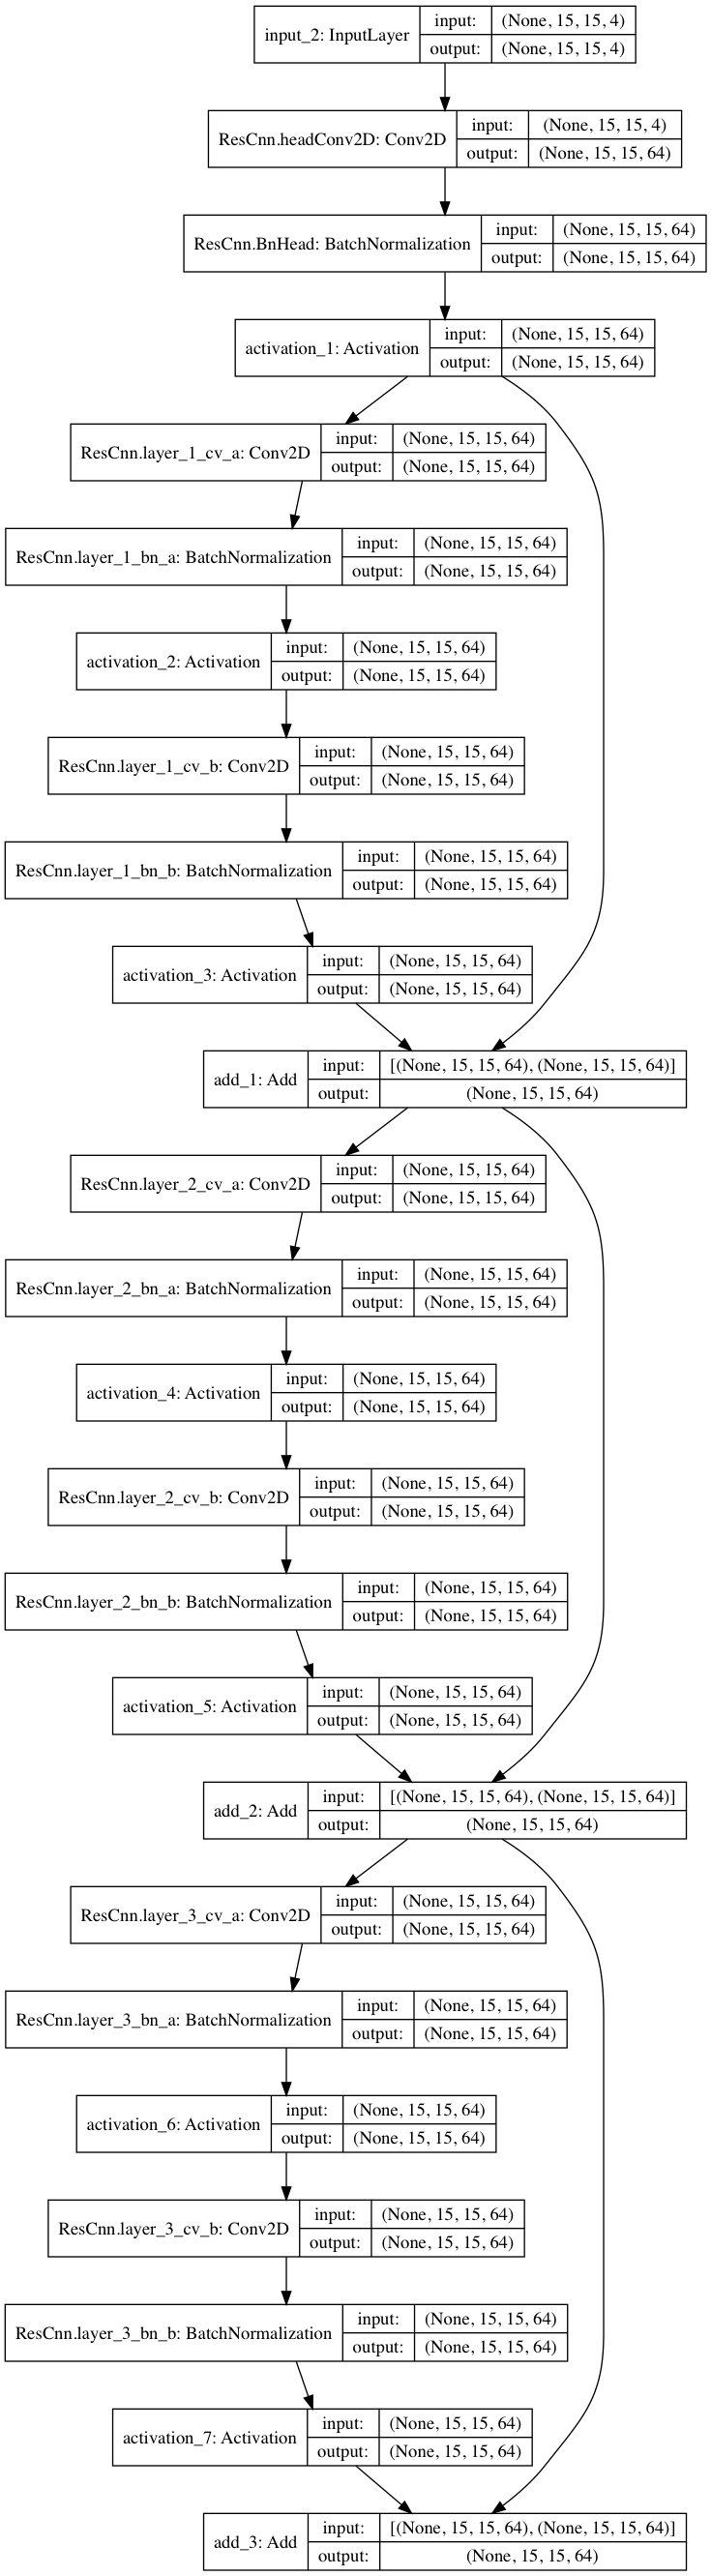 input_2: InputLayer
input: (None, 15, 15, 4)
output: (None, 15, 15, 4)
ResCnn.headConv2D: Conv2D
input: (None, 15, 15, 4)
output: (None, 15, 15, 64)
ResCnn.BnHead: BatchNormalization
input: (None, 15, 15, 64)
output: (None, 15, 15, 64)
activation_1: Activation
input: (None, 15, 15, 64)
output: (None, 15, 15, 64)
ResCnn.layer_1_cv_a: Conv2D
input: (None, 15, 15, 64)
output: (None, 15, 15, 64)
ResCnn.layer_1_bn_a: BatchNormalization
input: (None, 15, 15, 64)
output: (None, 15, 15, 64)
activation_2: Activation
input: (None, 15, 15, 64)
output: (None, 15, 15, 64)
ResCnn.layer_1_cv_b: Conv2D
input: (None, 15, 15, 64)
output: (None, 15, 15, 64)
ResCnn.layer_1_bn_b: BatchNormalization
input: (None, 15, 15, 64)
output: (None, 15, 15, 64)
activation_3: Activation
input: (None, 15, 15, 64)
output: (None, 15, 15, 64)
add_1: Add
input: [(None, 15, 15, 64), (None, 15, 15, 64)]
output: (None, 15, 15, 64)
ResCnn.layer_2_cv_a: Conv2D
input: (None, 15, 15, 64)
output: (None, 15, 15, 64)
ResCnn.layer_2_bn_a: BatchNormalization
input: (None, 15, 15, 64)
output: (None, 15, 15, 64)
activation_4: Activation
input: (None, 15, 15, 64)
output: (None, 15, 15, 64)
ResCnn.layer_2_cv_b: Conv2D
input: (None, 15, 15, 64)
output: (None, 15, 15, 64)
ResCnn.layer_2_bn_b: BatchNormalization
input: (None, 15, 15, 64)
output: (None, 15, 15, 64)
activation_5: Activation
input: (None, 15, 15, 64)
output: (None, 15, 15, 64)
add_2: Add
input: [(None, 15, 15, 64), (None, 15, 15, 64)]
output: (None, 15, 15, 64)
ResCnn.layer_3_cv_a: Conv2D
input: (None, 15, 15, 64)
output: (None, 15, 15, 64)
ResCnn.layer_3_bn_a: BatchNormalization
input: (None, 15, 15, 64)
output: (None, 15, 15, 64)
activation_6: Activation
input: (None, 15, 15, 64)
output: (None, 15, 15, 64)
ResCnn.layer_3_cv_b: Conv2D
input: (None, 15, 15, 64)
output: (None, 15, 15, 64)
ResCnn.layer_3_bn_b: BatchNormalization
input: (None, 15, 15, 64)
output: (None, 15, 15, 64)
activation_7: Activation
input: (None, 15, 15, 64)
output: (None, 15, 15, 64)
add_3: Add
input: [(None, 15, 15, 64), (None, 15, 15, 64)]
output: (None, 15, 15, 64)